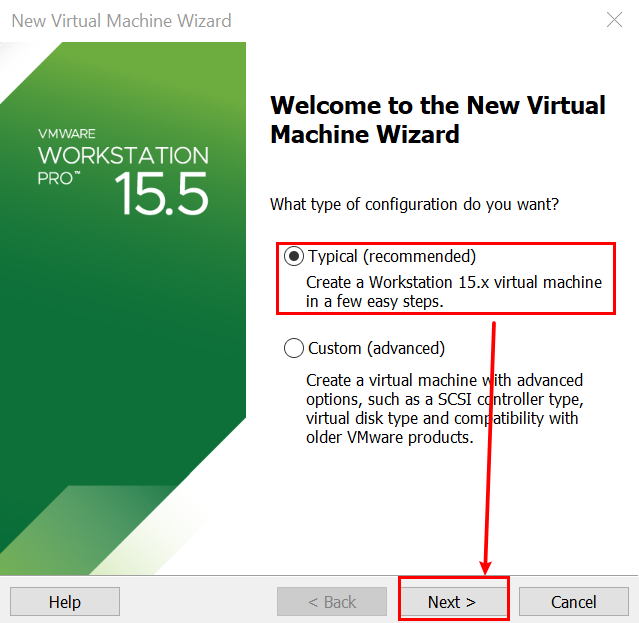 New Virtual Machine Wizard
VMWARE
WORKSTATION
PRO™
15.5
Welcome to the New Virtual
Machine Wizard
What type of configuration do you want?
Typical (recommended)
Create a Workstation 15.x virtual machine
in a few easy steps.
Custom (advanced)
Create a virtual machine with advanced
options, such as a SCSI controller type,
virtual disk type and compatibility with
older VMware products.
Help
< Back
Next >
Cancel